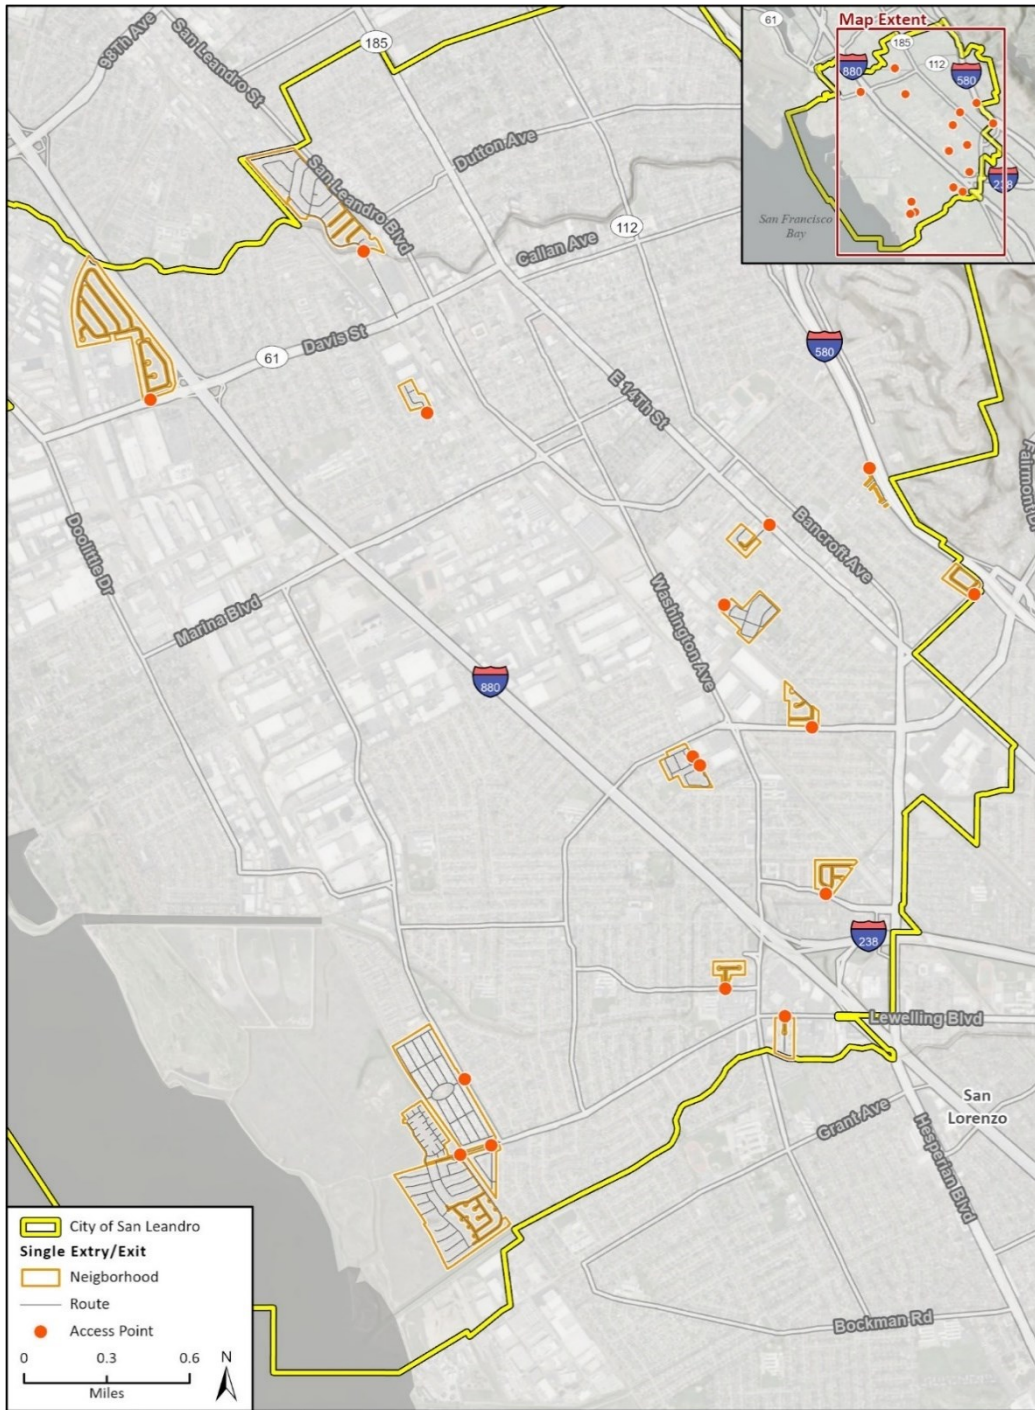 98Th Ave
San Leandro St
185
San Leandro Blvd
Dutton Ave
112
Callan Ave
Davis St
61
E 14Th St
580
Fairmont Dr
Bancroft Ave
Doolittle Dr
Marina Blvd
Washington Ave
880
238
Lewelling Blvd
San
Lorenzo
Grant Ave
Hesperian Blvd
Bockman Rd
Map Extent
61
185
112
880
580
238
San Francisco
Bay
City of San Leandro
Single Extry/Exit
Neigborhood
Route
Access Point
0 0.3 0.6
Miles
N